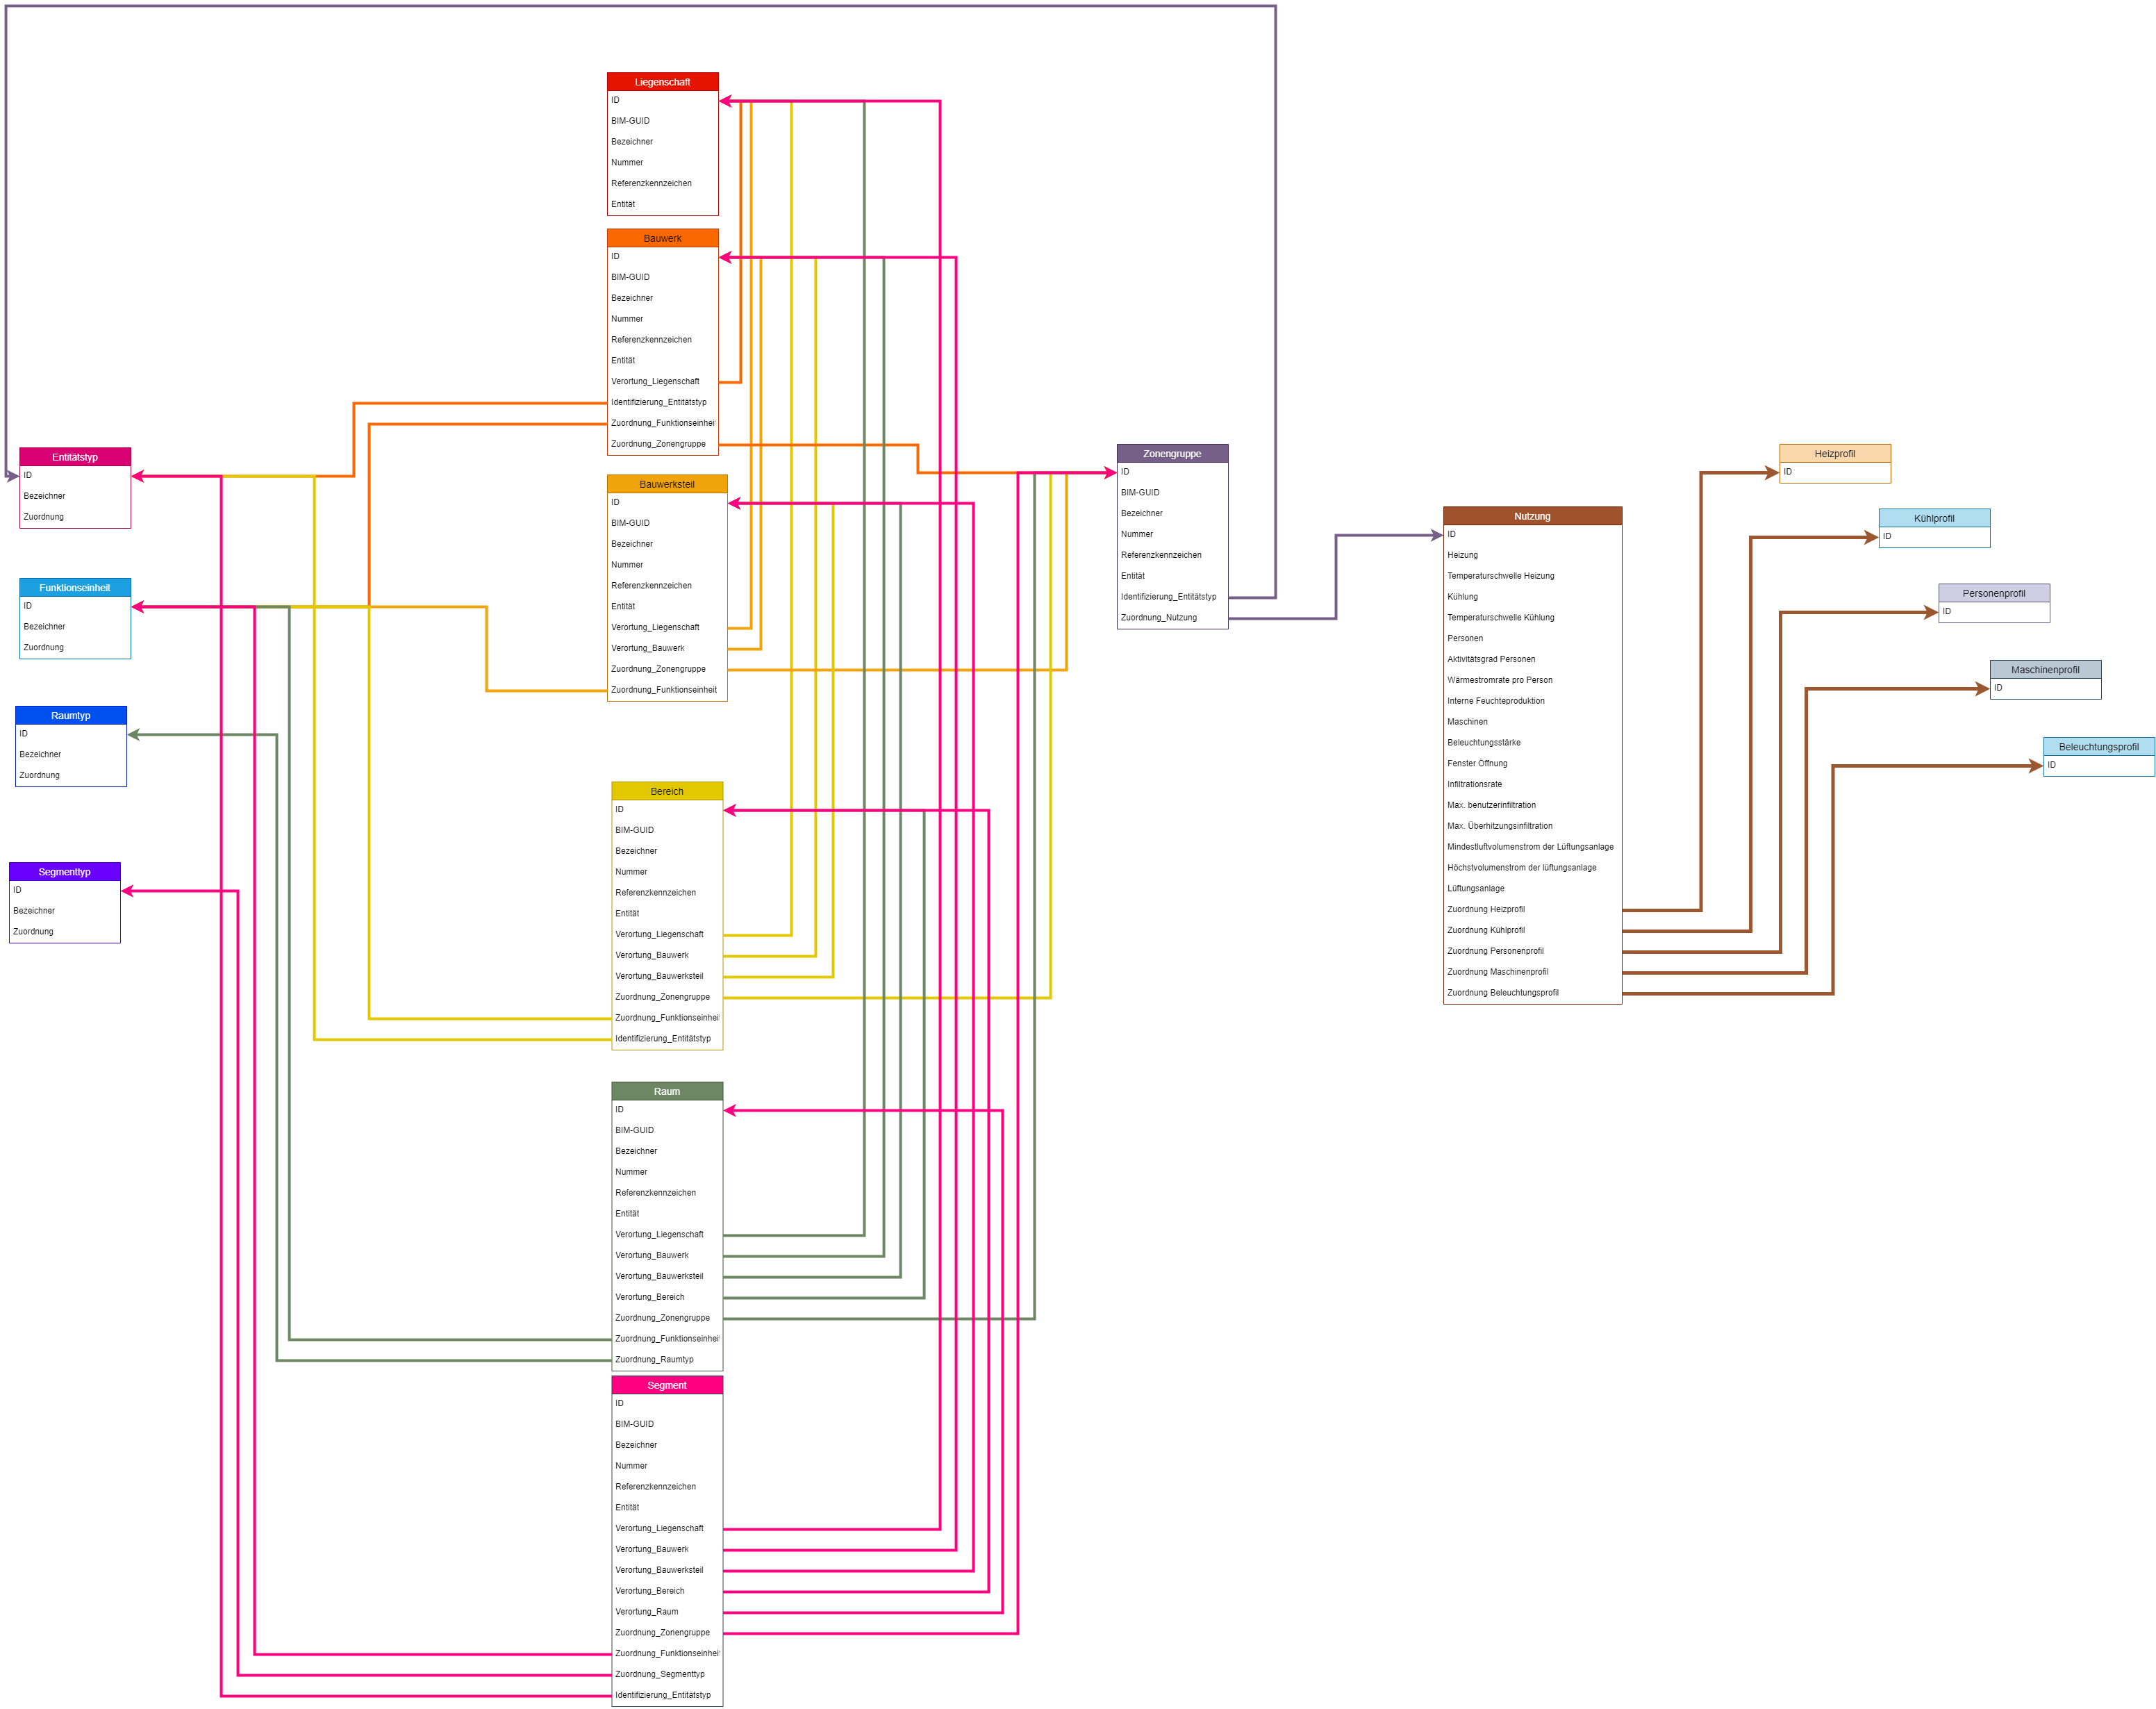 Liegenschaft
ID
BIM-GUID
Bezeichner
Nummer
Referenzkennzeichen
Entität
Bauwerk
ID
BIM-GUID
Bezeichner
Nummer
Referenzkennzeichen
Entität
Verortung_Liegenschaft
Identifizierung_Entitätstyp
Zuordnung_Funktionseinhei
Zuordnung_Zonengruppe
Entitätstyp
ID
Bezeichner
Zuordnung
Funktionseinheit
ID
Bezeichner
Zuordnung
Raumtyp
ID
Bezeichner
Zuordnung
Segmenttyp
ID
Bezeichner
Zuordnung
Bauwerksteil
ID
BIM-GUID
Bezeichner
Nummer
Referenzkennzeichen
Entität
Verortung_Liegenschaft
Verortung_Bauwerk
Zuordnung_Zonengruppe
Zuordnung_Funktionseinheit
Bereich
ID
BIM-GUID
Bezeichner
Nummer
Referenzkennzeichen
Entität
Verortung_Liegenschaft
Verortung_Bauwerk
Verortung_Bauwerksteil
Zuordnung_Zonengruppe
Zuordnung_Funktionseinhei
Identifizierung_Entitätstyp
Raum
ID
BIM-GUID
Bezeichner
Nummer
Referenzkennzeichen
Entität
Verortung_Liegenschaft
Verortung_Bauwerk
Verortung_Bauwerksteil
Verortung_Bereich
Zuordnung_Zonengruppe
Zuordnung_Funktionseinhei
Zuordnung_Raumtyp
Segment
ID
BIM-GUID
Bezeichner
Nummer
Referenzkennzeichen
Entität
Verortung_Liegenschaft
Verortung_Bauwerk
Verortung_Bauwerksteil
Verortung_Bereich
Verortung_Raum
Zuordnung_Zonengruppe
Zuordnung_Funktionseinhei
Zuordnung_Segmenttyp
Identifizierung_Entitätstyp
Zonengruppe
ID
BIM-GUID
Bezeichner
Nummer
Referenzkennzeichen
Entität
Identifizierung_Entitätstyp
Zuordnung_Nutzung
Nutzung
ID
Heizung
Temperaturschwelle Heizung
Kühlung
Temperaturschwelle Kühlung
Personen
Aktivitätsgrad Personen
Wärmestromrate pro Person
Interne Feuchteproduktion
Maschinen
Beleuchtungsstärke
Fenster Öffnung
Infiltrationsrate
Max. benutzerinfiltration
Max. Überhitzungsinfiltration
Mindestluftvolumenstrom der Lüftungsanlage
Höchstvolumenstrom der lüftungsanlage
Lüftungsanlage
Zuordnung Heizprofil
Zuordnung Kühlprofil
Zuordnung Personenprofil
Zuordnung Maschinenprofil
Zuordnung Beleuchtungsprofil
Heizprofil
ID
Kühlprofil
ID
Personenprofil
ID
Maschinenprofil
ID
Beleuchtungsprofil
ID